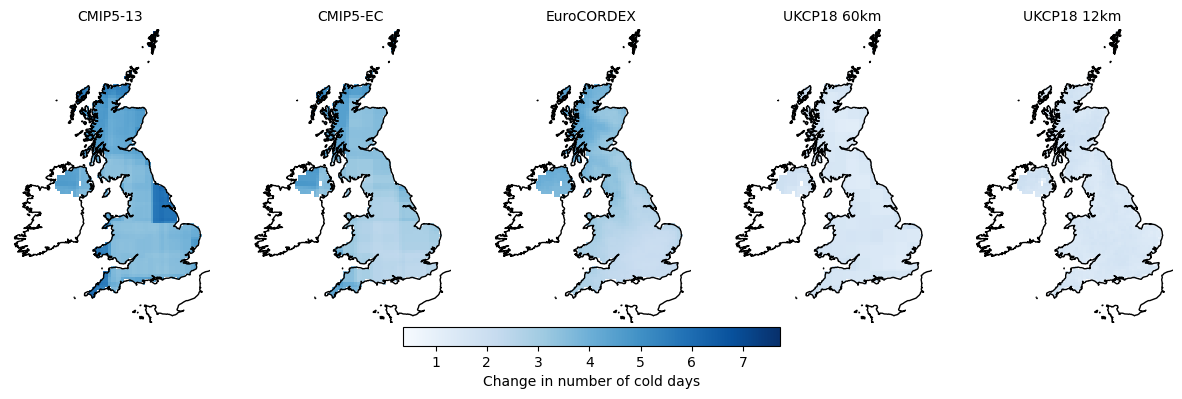 CMIP5-13 CMIP5-EC EuroCORDEX UKCP18 60km UKCP18 12km
1 2 3 4 5 6 7
Change in number of cold days